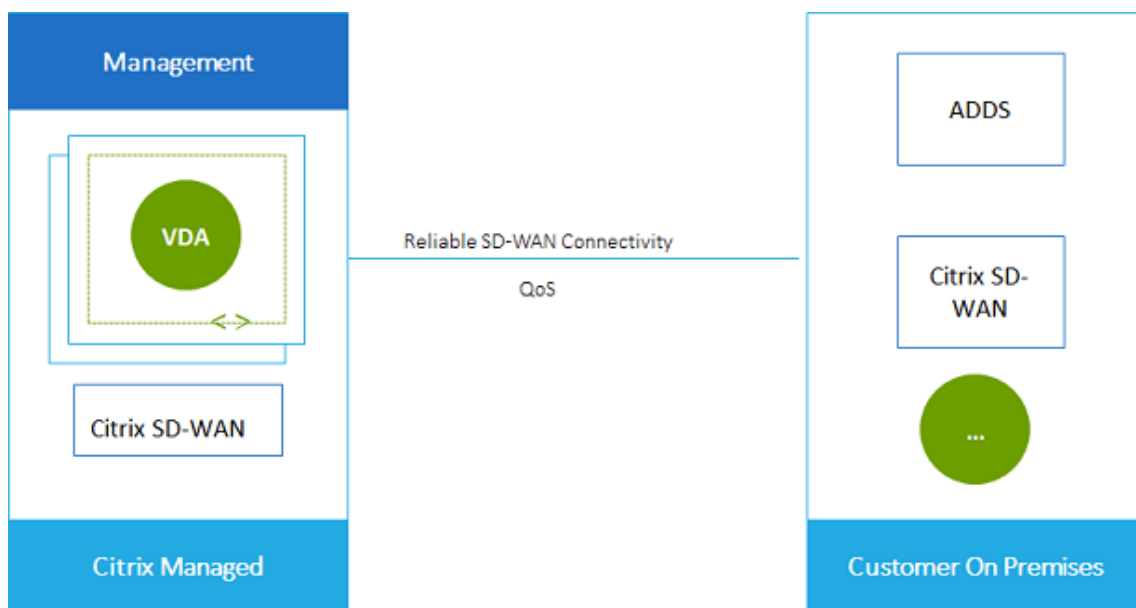 Management
VDA
Citrix SD-WAN
Citrix Managed
Reliable SD-WAN Connectivity
QoS
ADDS
Citrix SD-
WAN
...
Customer On Premises